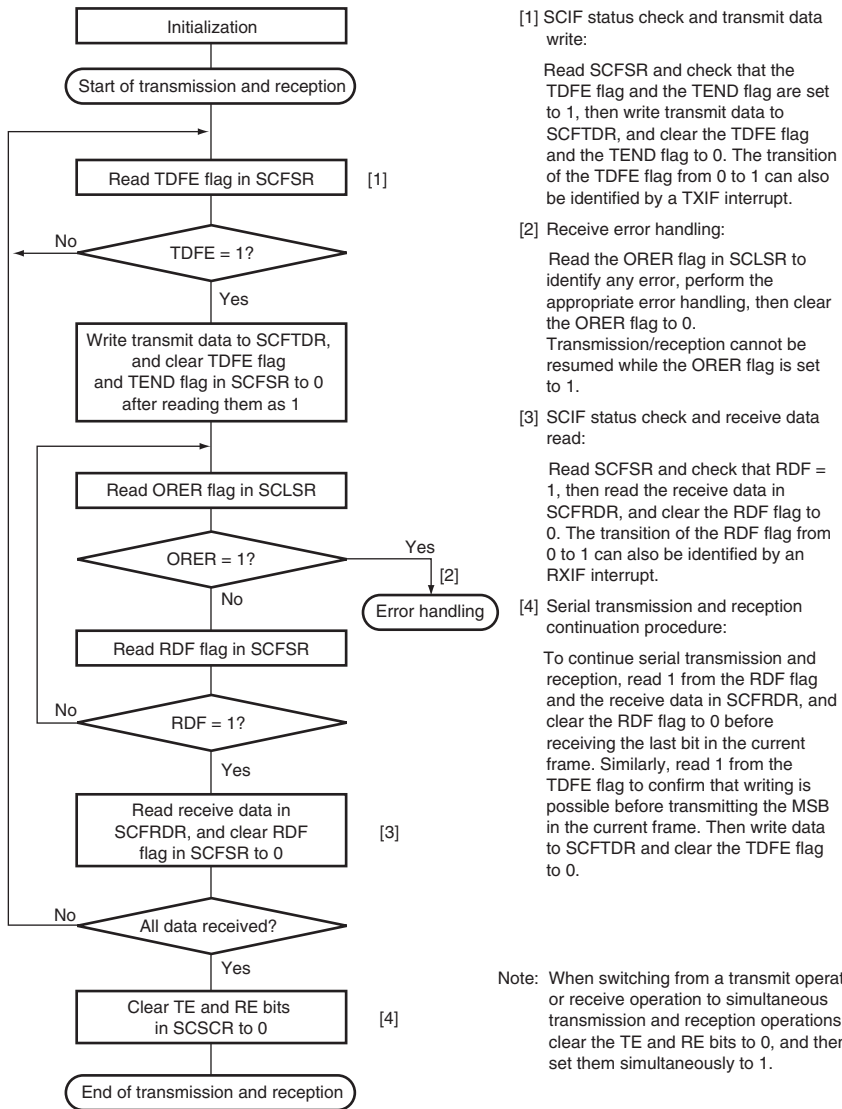 Initialization
Start of transmission and reception
Read TDFE flag in SCFSR
[1]
No
TDFE = 1?
Yes
Write transmit data to SCFTDR,
and clear TDFE flag
and TEND flag in SCFSR to 0
after reading them as 1
Read ORER flag in SCLSR
ORER = 1?
Yes
[2]
No
Error handling
Read RDF flag in SCFSR
No
RDF = 1?
Yes
Read receive data in
SCFRDR, and clear RDF
flag in SCFSR to 0
[3]
No
All data received?
Yes
Clear TE and RE bits
in SCSCR to 0
[4]
End of transmission and reception
[1] SCIF status check and transmit data
write:
Read SCFSR and check that the
TDFE flag and the TEND flag are set
to 1, then write transmit data to
SCFTDR, and clear the TDFE flag
and the TEND flag to 0. The transition
of the TDFE flag from 0 to 1 can also
be identified by a TXIF interrupt.
[2] Receive error handling:
Read the ORER flag in SCLSR to
identify any error, perform the
appropriate error handling, then clear
the ORER flag to 0.
Transmission/reception cannot be
resumed while the ORER flag is set
to 1.
[3] SCIF status check and receive data
read:
Read SCFSR and check that RDF =
1, then read the receive data in
SCFRDR, and clear the RDF flag to
0. The transition of the RDF flag from
0 to 1 can also be identified by an
RXIF interrupt.
[4] Serial transmission and reception
continuation procedure:
To continue serial transmission and
reception, read 1 from the RDF flag
and the receive data in SCFRDR, and
clear the RDF flag to 0 before
receiving the last bit in the current
frame. Similarly, read 1 from the
TDFE flag to confirm that writing is
possible before transmitting the MSB
in the current frame. Then write data
to SCFTDR and clear the TDFE flag
to 0.
Note: When switching from a transmit operat
or receive operation to simultaneous
transmission and reception operations
clear the TE and RE bits to 0, and then
set them simultaneously to 1.